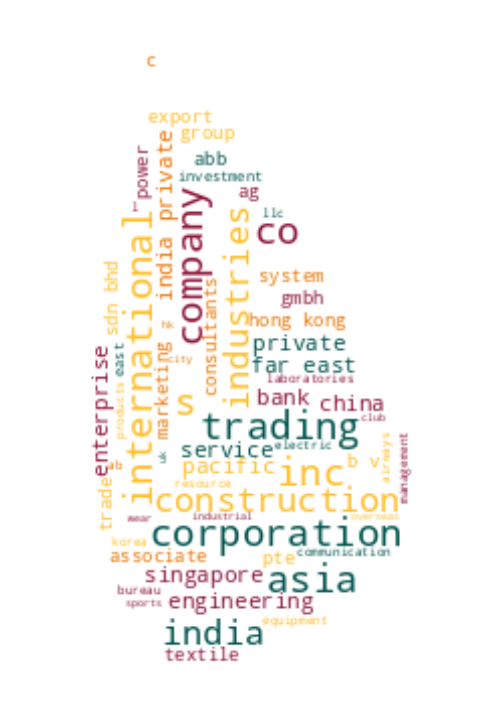 c
export
group
power
india private
abb
investment
ag
l
llc
company
international
industries
co
sdn bhd
system
gmbh
consultants
hong kong
hk
private
east
marketing
city
far east
enterprise
laboratories
products
bank
china
s
trading
club
service
electric
airways
management
uk
ab
pacific
inc
b v
resource
trade
construction
wear
industrial
overseas
corporation
korea
associate
pte
communication
singapore
asia
bureau
sports
engineering
equipment
india
textile